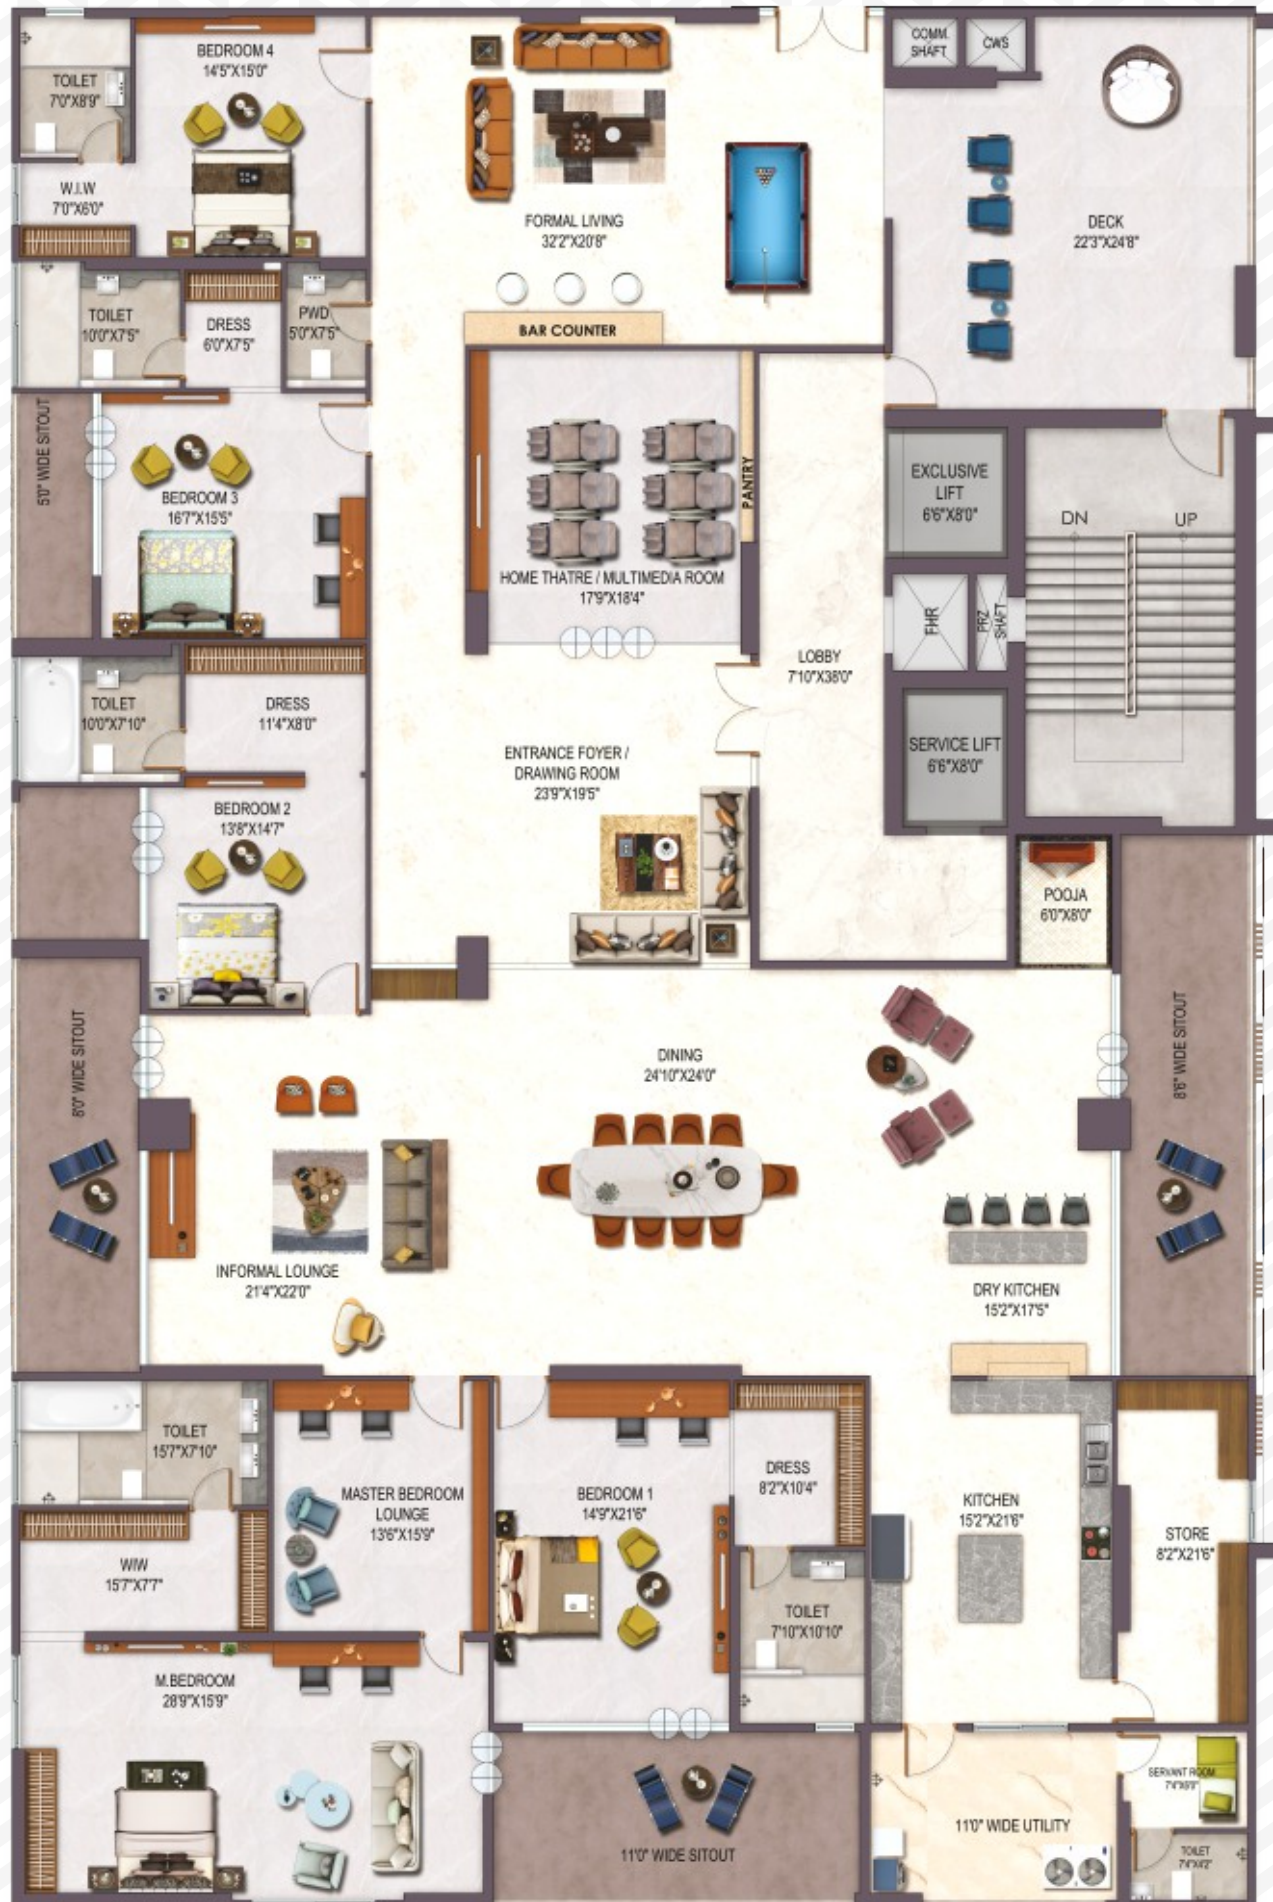 BEDROOM 4
14'5"X15'0"
TOILET
7'0"X8'9"
W.I.W
7'0"X6'0"
FORMAL LIVING
32'2"X20'8"
BAR COUNTER
COMM.
SHAFT
CWS
DECK
22'3"X24'8"
TOILET
10'0"X7'5"
DRESS
6'0"X7'5"
PWD
5'0"X7'5"
5'0" WIDE SITOUT
BEDROOM 3
16'7"X15'5"
PANTRY
HOME THATRE / MULTIMEDIA ROOM
17'9"X18'4"
EXCLUSIVE
LIFT
6'6"X8'0"
DN
UP
FHR
PRZ
SHAFT
LOBBY
7'10"X38'0"
SERVICE LIFT
6'6"X8'0"
TOILET
10'0"X7'10"
DRESS
11'4"X8'0"
ENTRANCE FOYER /
DRAWING ROOM
23'9"X19'5"
BEDROOM 2
13'8"X14'7"
POOJA
6'0"X8'0"
8'0" WIDE SITOUT
DINING
24'10"X24'0"
8'6" WIDE SITOUT
INFORMAL LOUNGE
21'4"X22'0"
DRY KITCHEN
15'2"X17'5"
TOILET
15'7"X7'10"
MASTER BEDROOM
LOUNGE
13'6"X15'9"
BEDROOM 1
14'9"X21'6"
DRESS
8'2"X10'4"
KITCHEN
15'2"X21'6"
STORE
8'2"X21'6"
WIW
15'7"X7'7"
TOILET
7'10"X10'10"
M.BEDROOM
28'9"X15'9"
11'0" WIDE SITOUT
11'0" WIDE UTILITY
SERVANT ROOM
TOILET
7'4"X4'2"